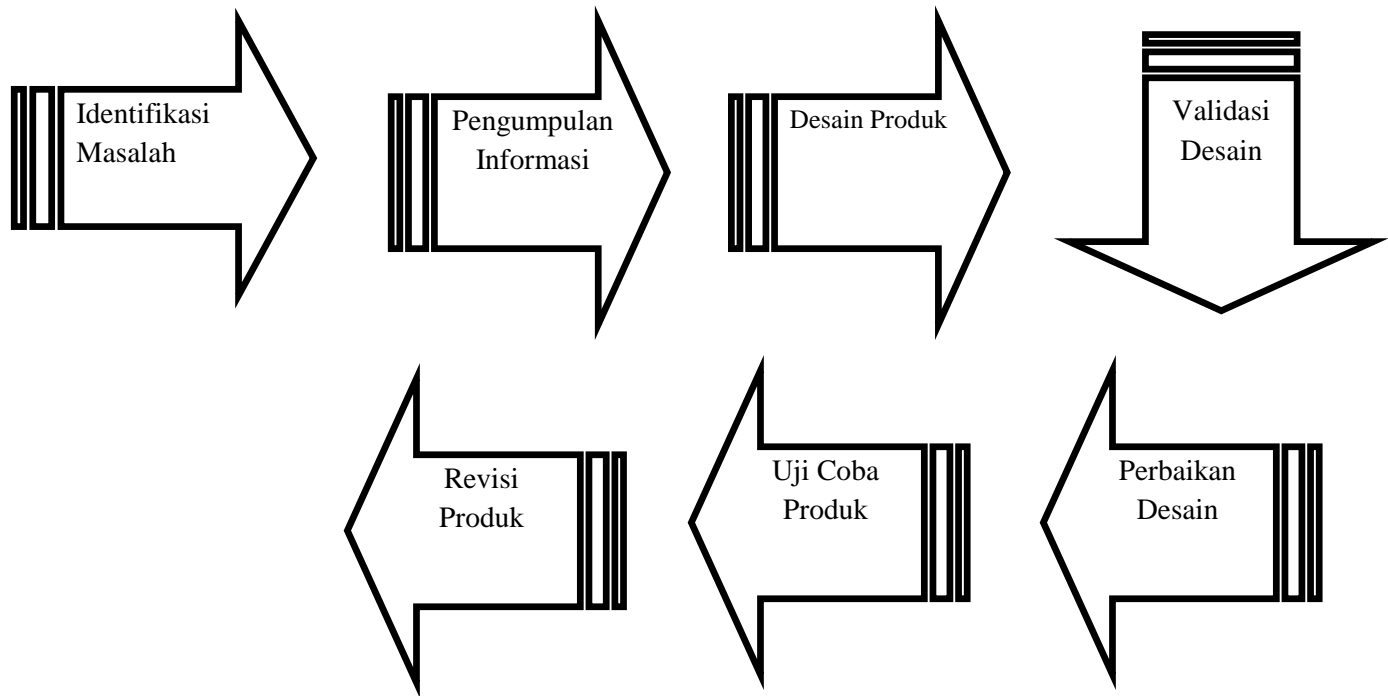 Identifikasi
Masalah
Pengumpulan
Informasi
Desain Produk
Validasi
Desain
Perbaikan
Desain
Uji Coba
Produk
Revisi
Produk